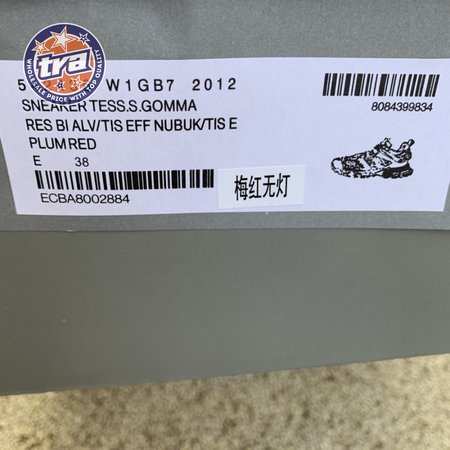 tra
WHOLESALE PRICE WITH TOP QUALITY
5 W1GB7 2012
SNEAKER TESS.S.GOMMA
8084399834
RES BI ALV/TIS EFF NUBUK/TIS E
PLUM RED
E 38
ECBA8002884
梅红无灯